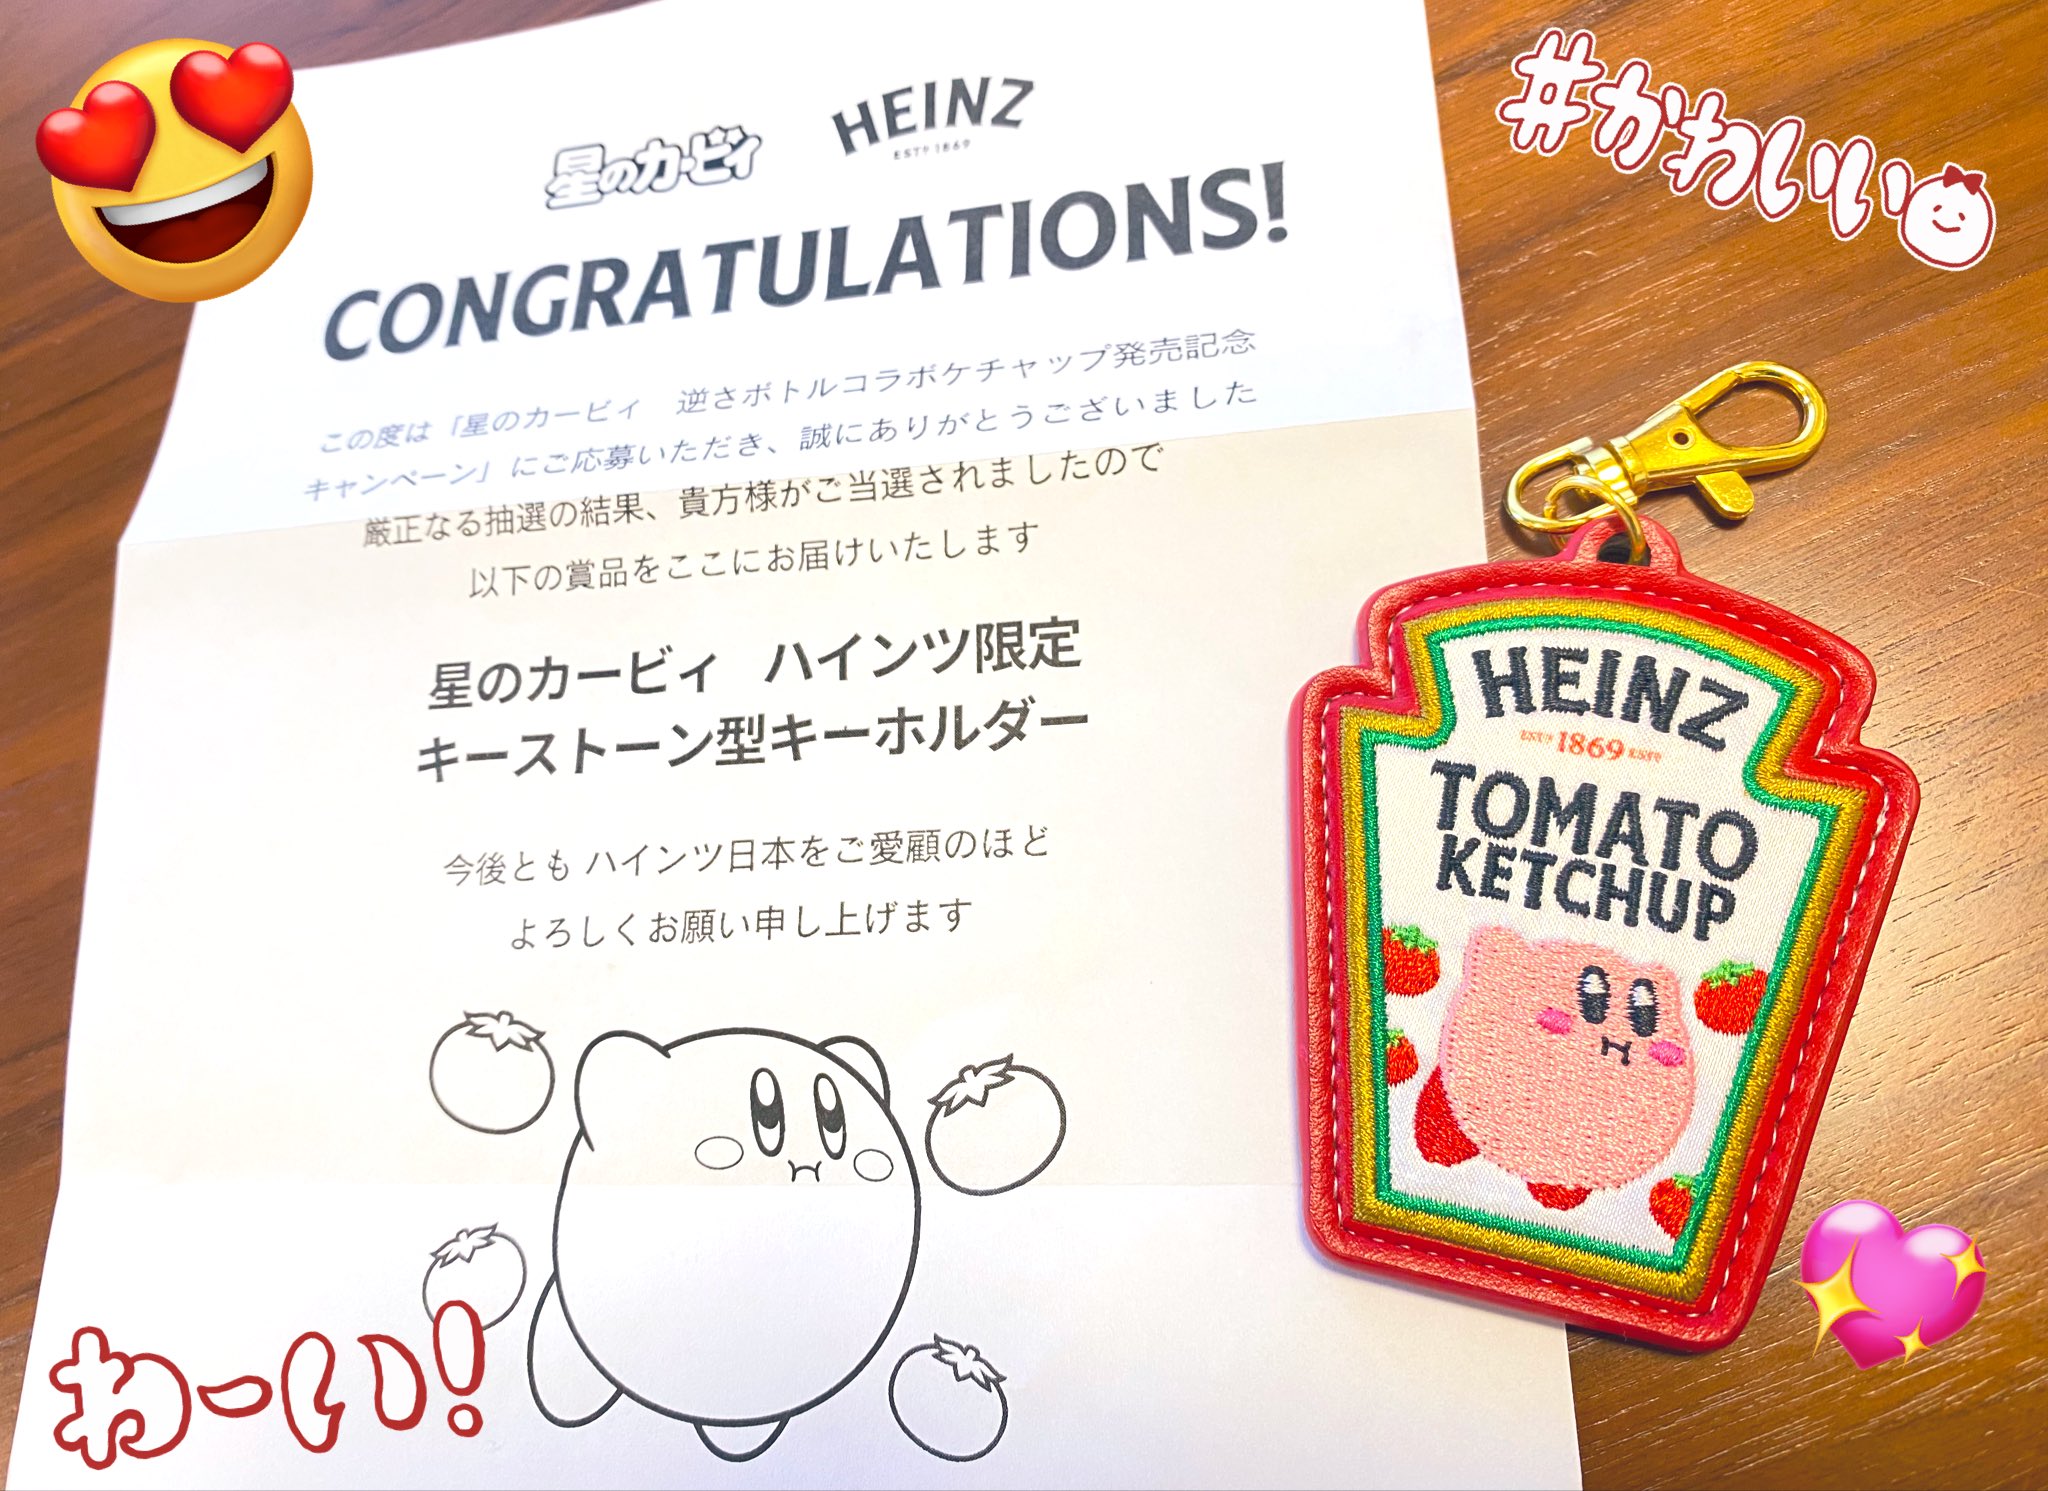 #かわいい
星のカービィ
HEINZ
ESTD 1869
CONGRATULATIONS!
この度は「星のカービィ　逆さボトルコラボケチャップ発売記念
キャンペーン」にご応募いただき、誠にありがとうございました
厳正なる抽選の結果、貴方様がご当選されましたので
以下の賞品をここにお届けいたします
星のカービィ　ハインツ限定
キーストーン型キーホルダー
今後とも ハインツ日本をご愛顧のほど
よろしくお願い申し上げます
わーい!
HEINZ
ESTD 1869 ESTD
TOMATO
KETCHUP